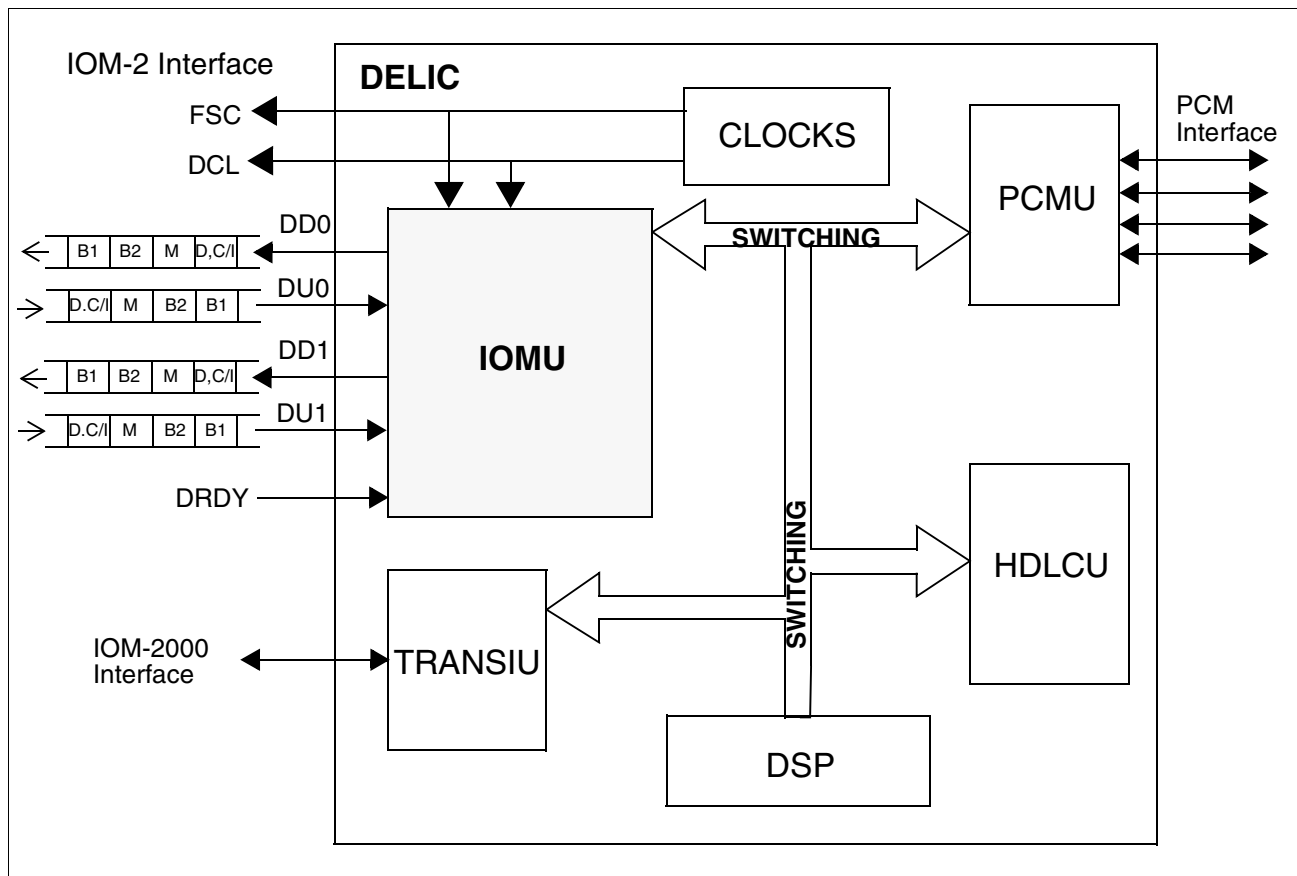 IOM-2 Interface
DELIC
FSC
CLOCKS
PCM
Interface
DCL
PCMU
DD0
SWITCHING
B1 B2 M D,C/I
DU0
D.C/I M B2 B1
DD1
IOMU
B1 B2 M D,C/I
DU1
D.C/I M B2 B1
DRDY
SWITCHING
HDLCU
IOM-2000
Interface
TRANSIU
DSP